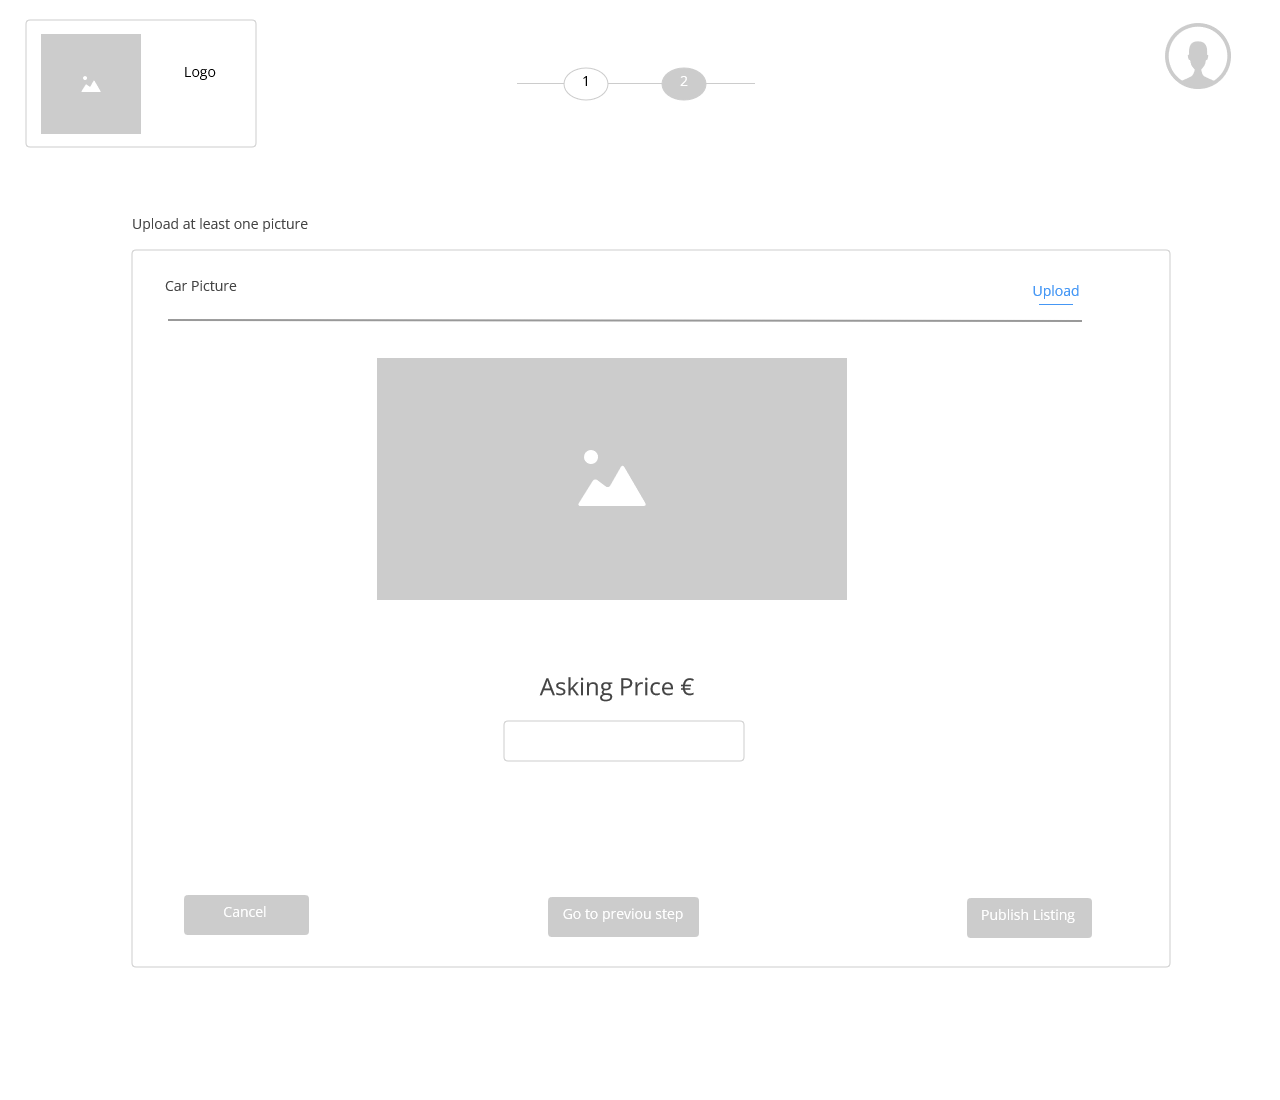 Logo
1
2
Upload at least one picture
Car Picture
Upload
Asking Price €
Cancel
Go to previou step
Publish Listing